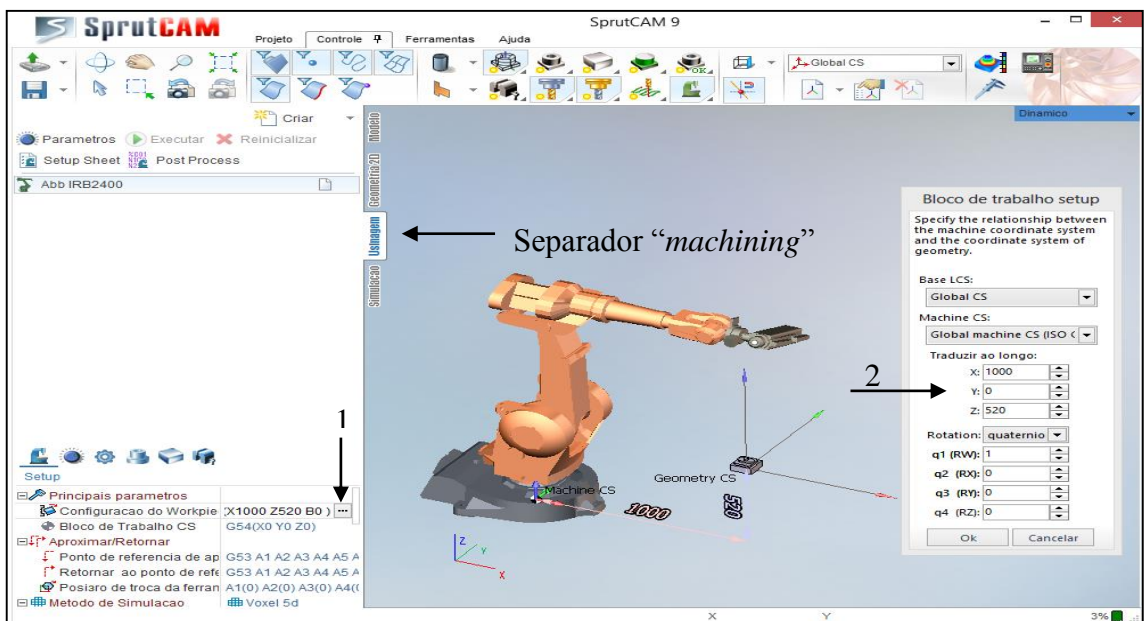 SprutCAM
SprutCAM 9
Projeto Controle Ferramentas Ajuda
Global CS
Criar
Parametros Executar Reinicializar
Setup Sheet Post Process
Abb IRB2400
Modelo
Geometria 2D
Usinagem
Simulacao
Dinamico
Separador “machining”
Bloco de trabalho setup
Specify the relationship between
the machine coordinate system
and the coordinate system of
geometry.
Base LCS:
Global CS
Machine CS:
Global machine CS (ISO
Traduzir ao longo:
X: 1000
Y: 0
Z: 520
Rotation: quaternio
q1 (RW): 1
q2 (RX): 0
q3 (RY): 0
q4 (RZ): 0
Ok Cancelar
2
1
Machine CS
Geometry CS
1000
520
Z
Y
X
Setup
Principais parametros
Configuracao do Workpie X1000 Z520 B0 ) ...
Bloco de Trabalho CS G54(X0 Y0 Z0)
Aproximar/Retornar
Ponto de referencia de ap G53 A1 A2 A3 A4 A5 A
Retornar ao ponto de refe G53 A1 A2 A3 A4 A5 A
Posiaro de troca da ferran A1(0) A2(0) A3(0) A4(
Metodo de Simulacao Voxel 5d
X Y 3%